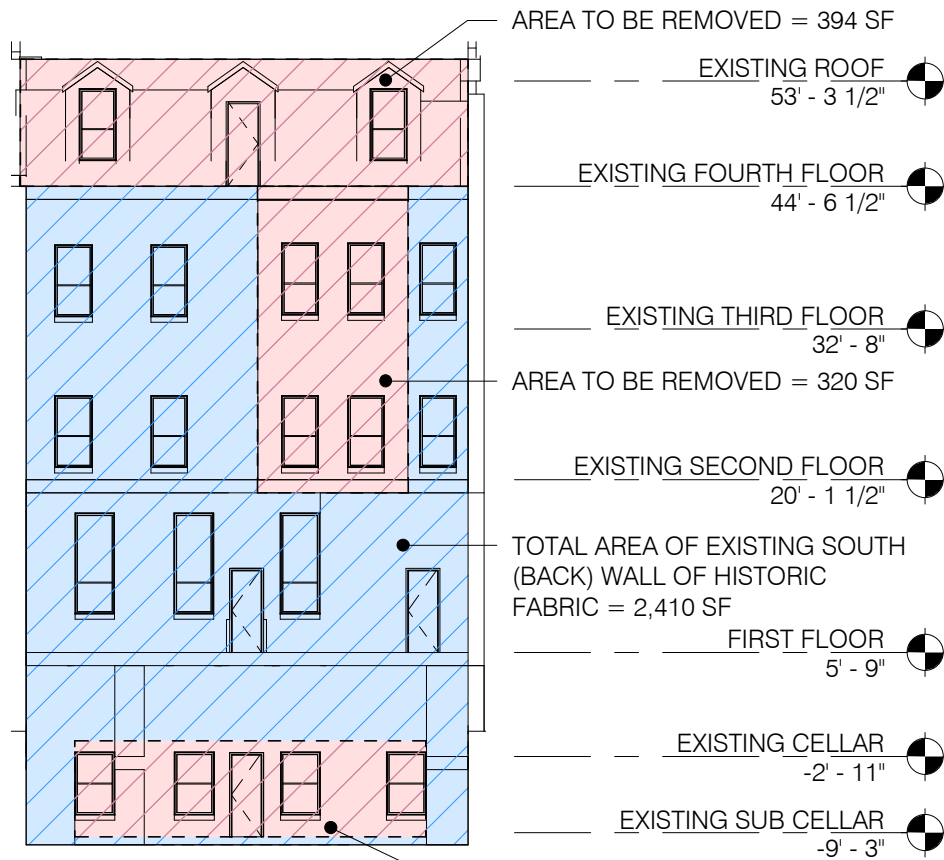 AREA TO BE REMOVED = 394 SF
EXISTING ROOF
53' - 3 1/2"
EXISTING FOURTH FLOOR
44' - 6 1/2"
EXISTING THIRD FLOOR
32' - 8"
AREA TO BE REMOVED = 320 SF
EXISTING SECOND FLOOR
20' - 1 1/2"
TOTAL AREA OF EXISTING SOUTH
(BACK) WALL OF HISTORIC
FABRIC = 2,410 SF
FIRST FLOOR
5' - 9"
EXISTING CELLAR
-2' - 11"
EXISTING SUB CELLAR
-9' - 3"